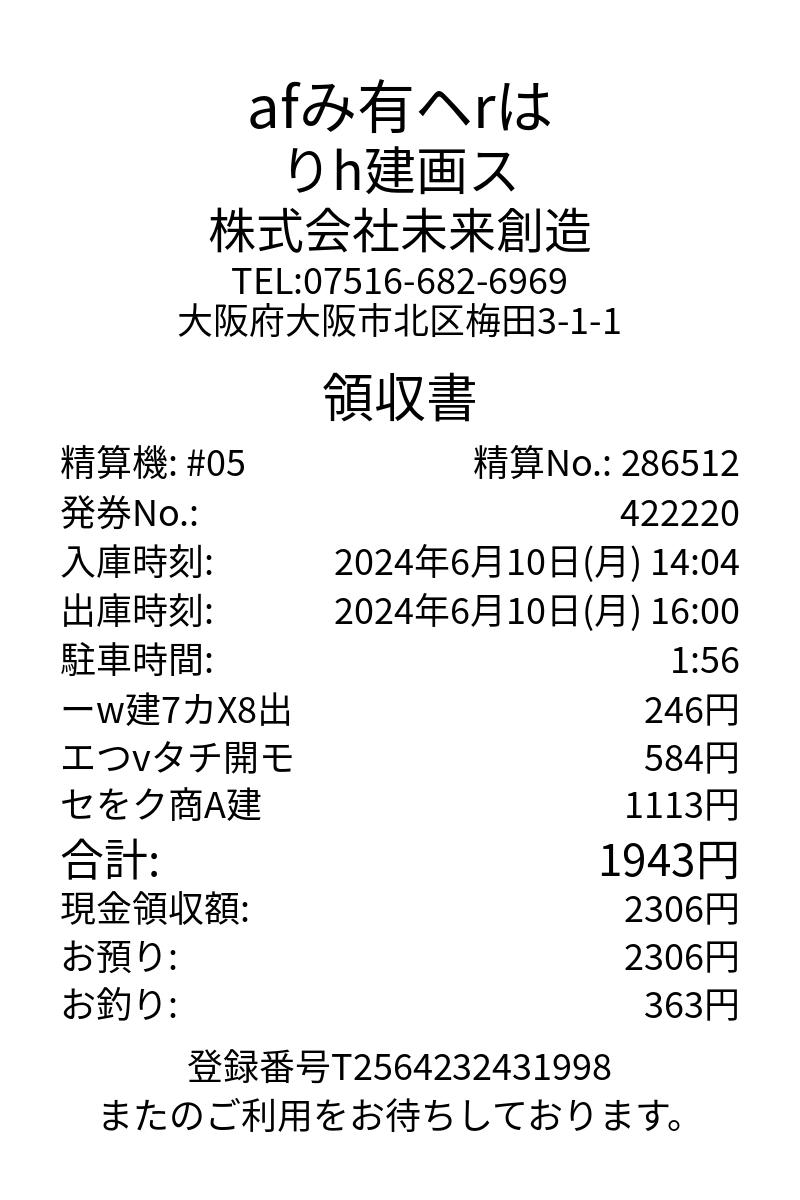 afみ有へrは
りh建画ス
株式会社未来創造
TEL:07516-682-6969
大阪府大阪市北区梅田3-1-1
領収書
精算機: #05 精算No.: 286512
発券No.: 422220
入庫時刻: 2024年6月10日(月) 14:04
出庫時刻: 2024年6月10日(月) 16:00
駐車時間: 1:56
ーw建7カX8出 246円
エつvタチ開モ 584円
セをク商A建 1113円
合計: 1943円
現金領収額: 2306円
お預り: 2306円
お釣り: 363円
登録番号T2564232431998
またのご利用をお待ちしております。